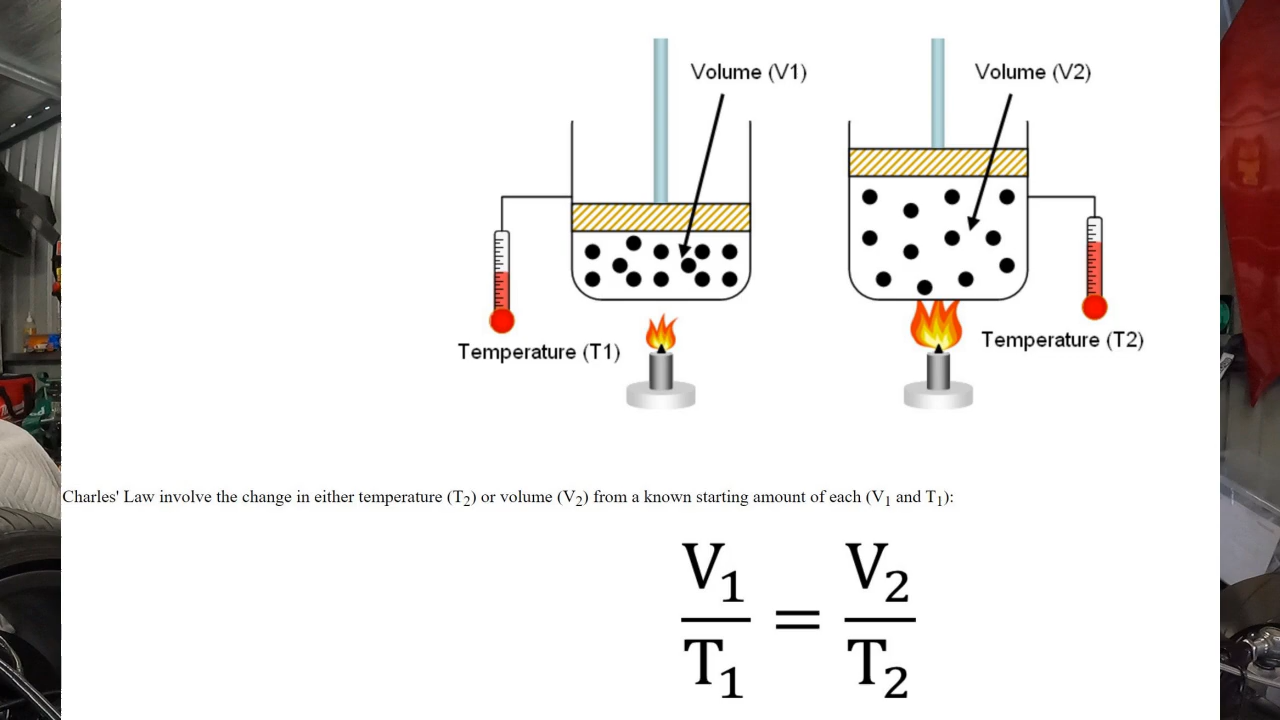 Volume (V1)
Volume (V2)
Temperature (T1)
Temperature (T2)
Charles' Law involve the change in either temperature (T₂) or volume (V₂) from a known starting amount of each (V₁ and T₁):
V₁/T₁ = V₂/T₂